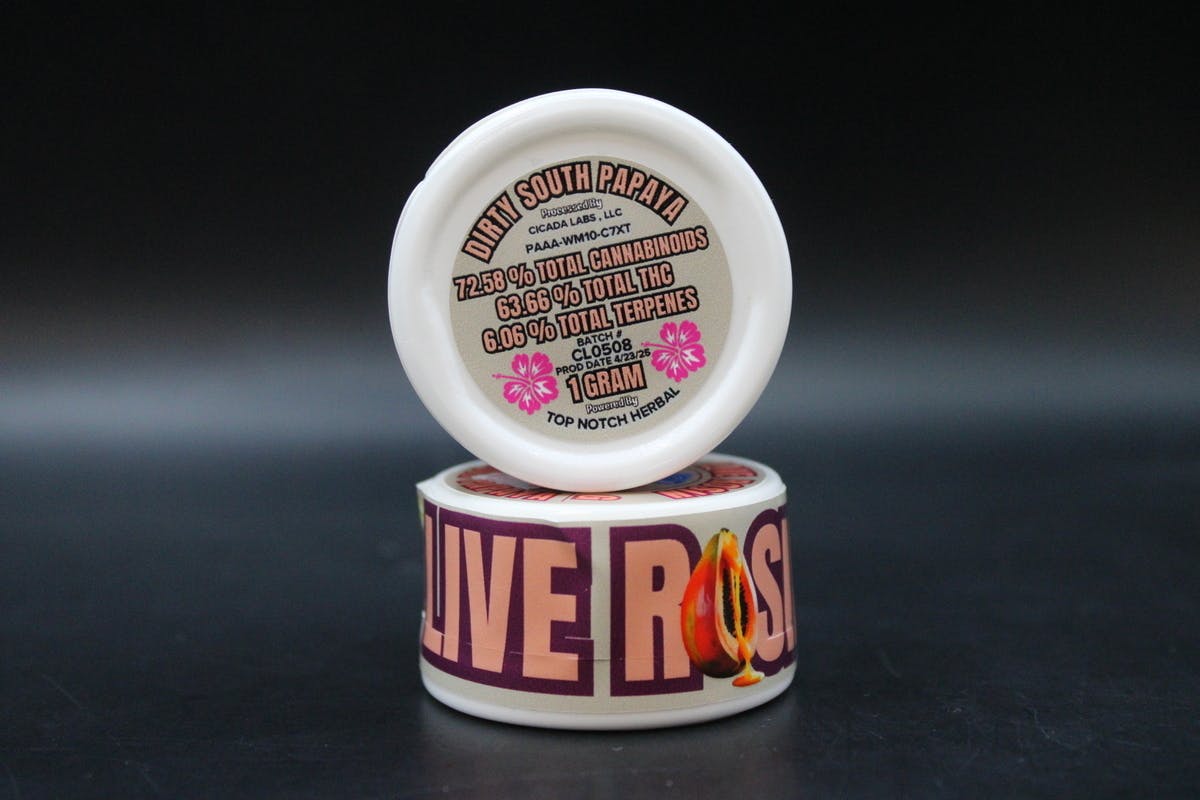 DIRTY SOUTH PAPAYA
Processed By
CICADA LABS , LLC
PAAA-WM10-C7XT
72.58 % TOTAL CANNABINOIDS
63.66 % TOTAL THC
6.06 % TOTAL TERPENES
BATCH #
CL0508
PROD DATE 4/23/25
1 GRAM
Powered By
TOP NOTCH HERBAL
LIVE ROSI